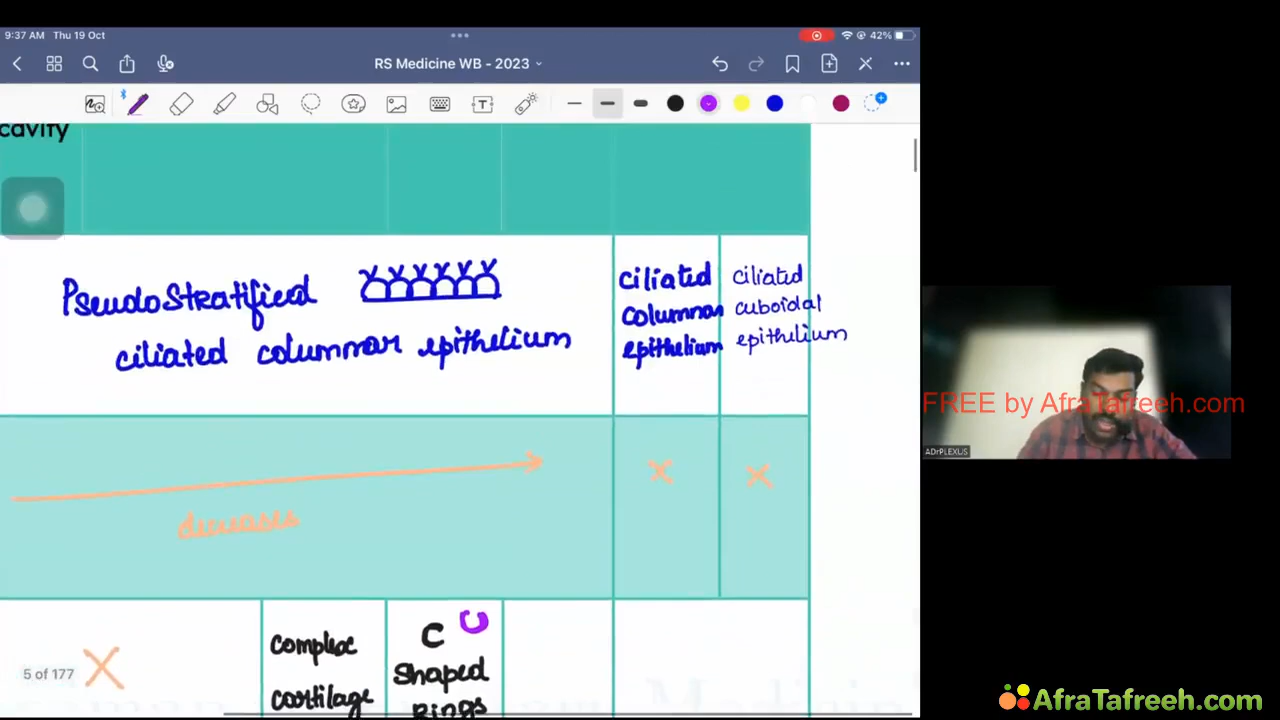 9:37 AM Thu 19 Oct
42%
RS Medicine WB - 2023
cavity
PseudoStratified
ciliated columnar epithelium
ciliated
columnar
epithelium
ciliated
cuboidal
epithelium
decreases
complex
cartilage
C
shaped
Rings
5 of 177
FREE by AfraTafreeh.com
ADrPLEXUS
AfraTafreeh.com